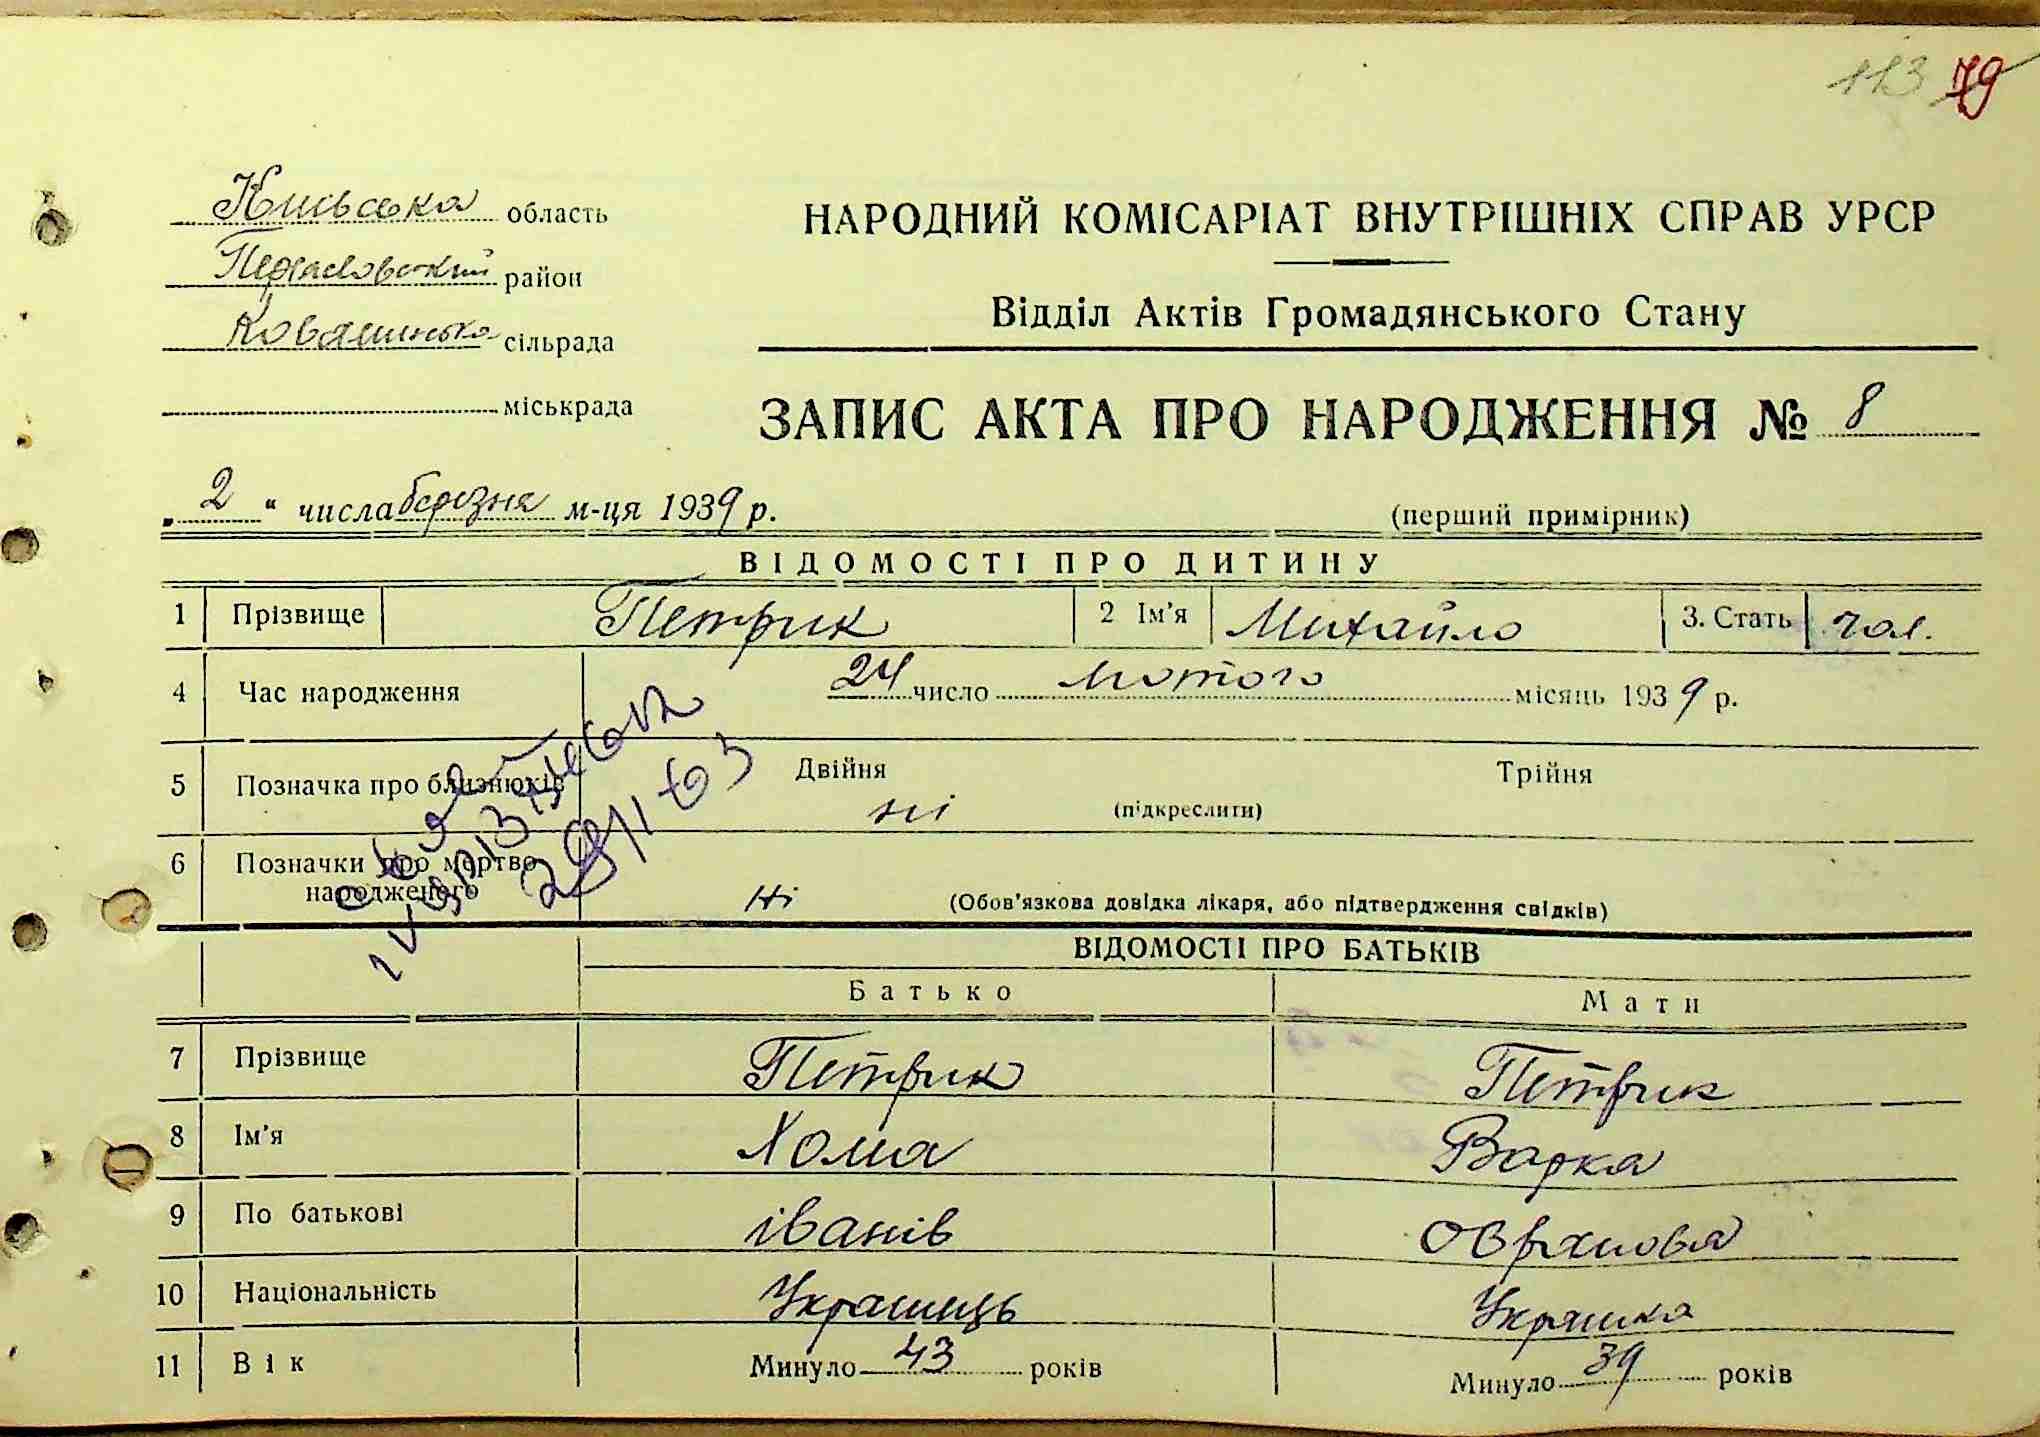 113 79
Київська область
район
сільрада
міськрада
НАРОДНИЙ КОМІСАРІАТ ВНУТРІШНІХ СПРАВ УРСР
Відділ Актів Громадянського Стану
ЗАПИС АКТА ПРО НАРОДЖЕННЯ № 8
„2“ числа березня м-ця 1939 р.
(перший примірник)
ВІДОМОСТІ ПРО ДИТИНУ
1 Прізвище Петрик 2 Ім'я Михайло 3. Стать чол.
4 Час народження 24 число лютого місяць 1939 р.
5 Позначка про близнюків Двійня Трійня
ні (підкреслити)
6 Позначки про мертво
народженого ні (Обов'язкова довідка лікаря, або підтвердження свідків)
ВІДОМОСТІ ПРО БАТЬКІВ
Батько Мати
7 Прізвище Петрик Петрик
8 Ім'я Хома Варка
9 По батькові іванів
10 Національність Українець Українка
11 Вік Минуло 43 років Минуло 39 років